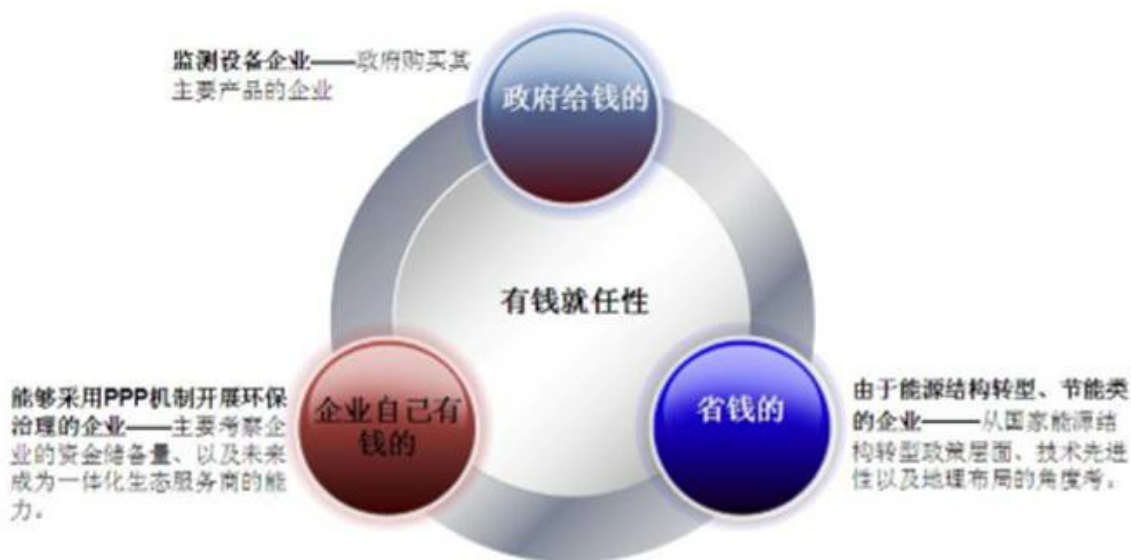 监测设备企业——政府购买其
主要产品的企业
政府给钱的
有钱就任性
能够采用PPP机制开展环保
治理的企业——主要考察企
业的资金储备量、以及未来
成为一体化生态服务商的能
力。
企业自己有
钱的
省钱的
由于能源结构转型、节能类
的企业——从国家能源结
构转型政策层面、技术先进
性以及地理布局的角度考。